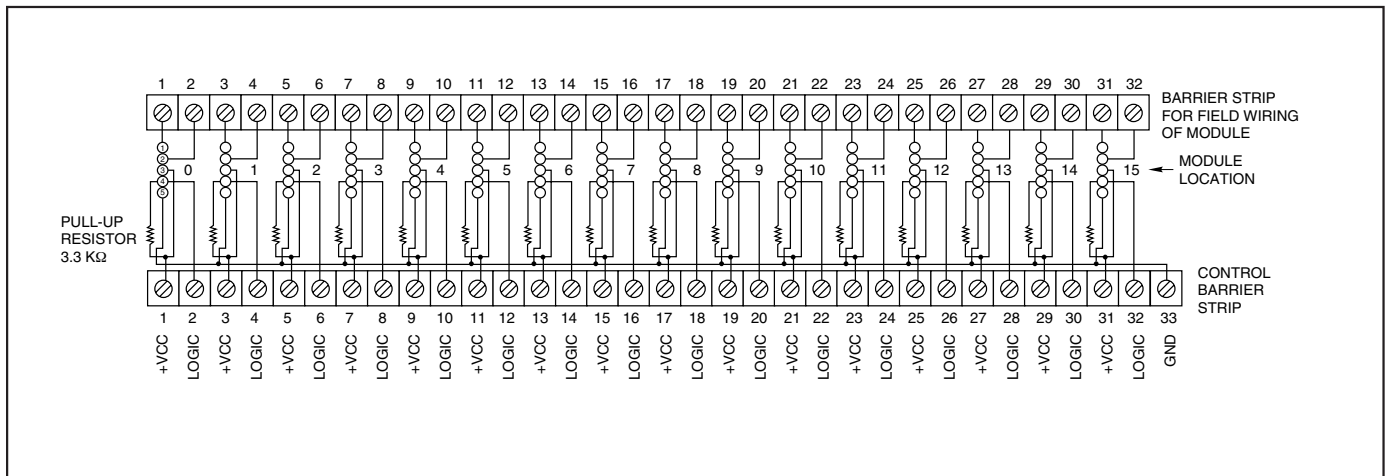 1 2 3 4 5 6 7 8 9 10 11 12 13 14 15 16 17 18 19 20 21 22 23 24 25 26 27 28 29 30 31 32
BARRIER STRIP
FOR FIELD WIRING
OF MODULE
1
2
3
4
5
0 1 2 3 4 5 6 7 8 9 10 11 12 13 14 15
MODULE
LOCATION
PULL-UP
RESISTOR
3.3 KΩ
CONTROL
BARRIER
STRIP
1 2 3 4 5 6 7 8 9 10 11 12 13 14 15 16 17 18 19 20 21 22 23 24 25 26 27 28 29 30 31 32 33
+VCC LOGIC +VCC LOGIC +VCC LOGIC +VCC LOGIC +VCC LOGIC +VCC LOGIC +VCC LOGIC +VCC LOGIC +VCC LOGIC +VCC LOGIC +VCC LOGIC +VCC LOGIC +VCC LOGIC +VCC LOGIC +VCC LOGIC +VCC LOGIC GND